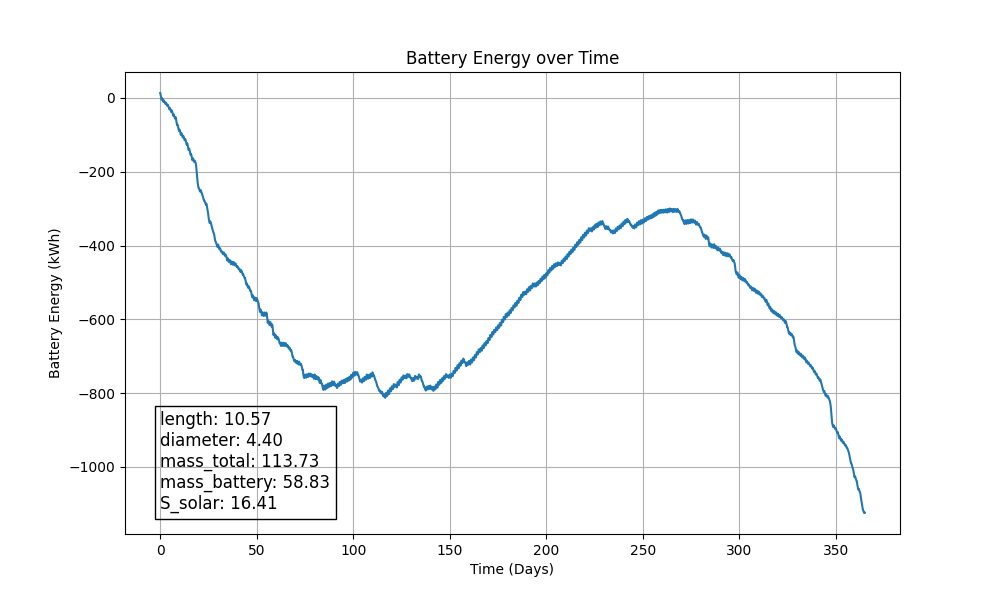 Battery Energy over Time
Battery Energy (kWh)
0
−200
−400
−600
−800
−1000
length: 10.57
diameter: 4.40
mass_total: 113.73
mass_battery: 58.83
S_solar: 16.41
0 50 100 150 200 250 300 350
Time (Days)